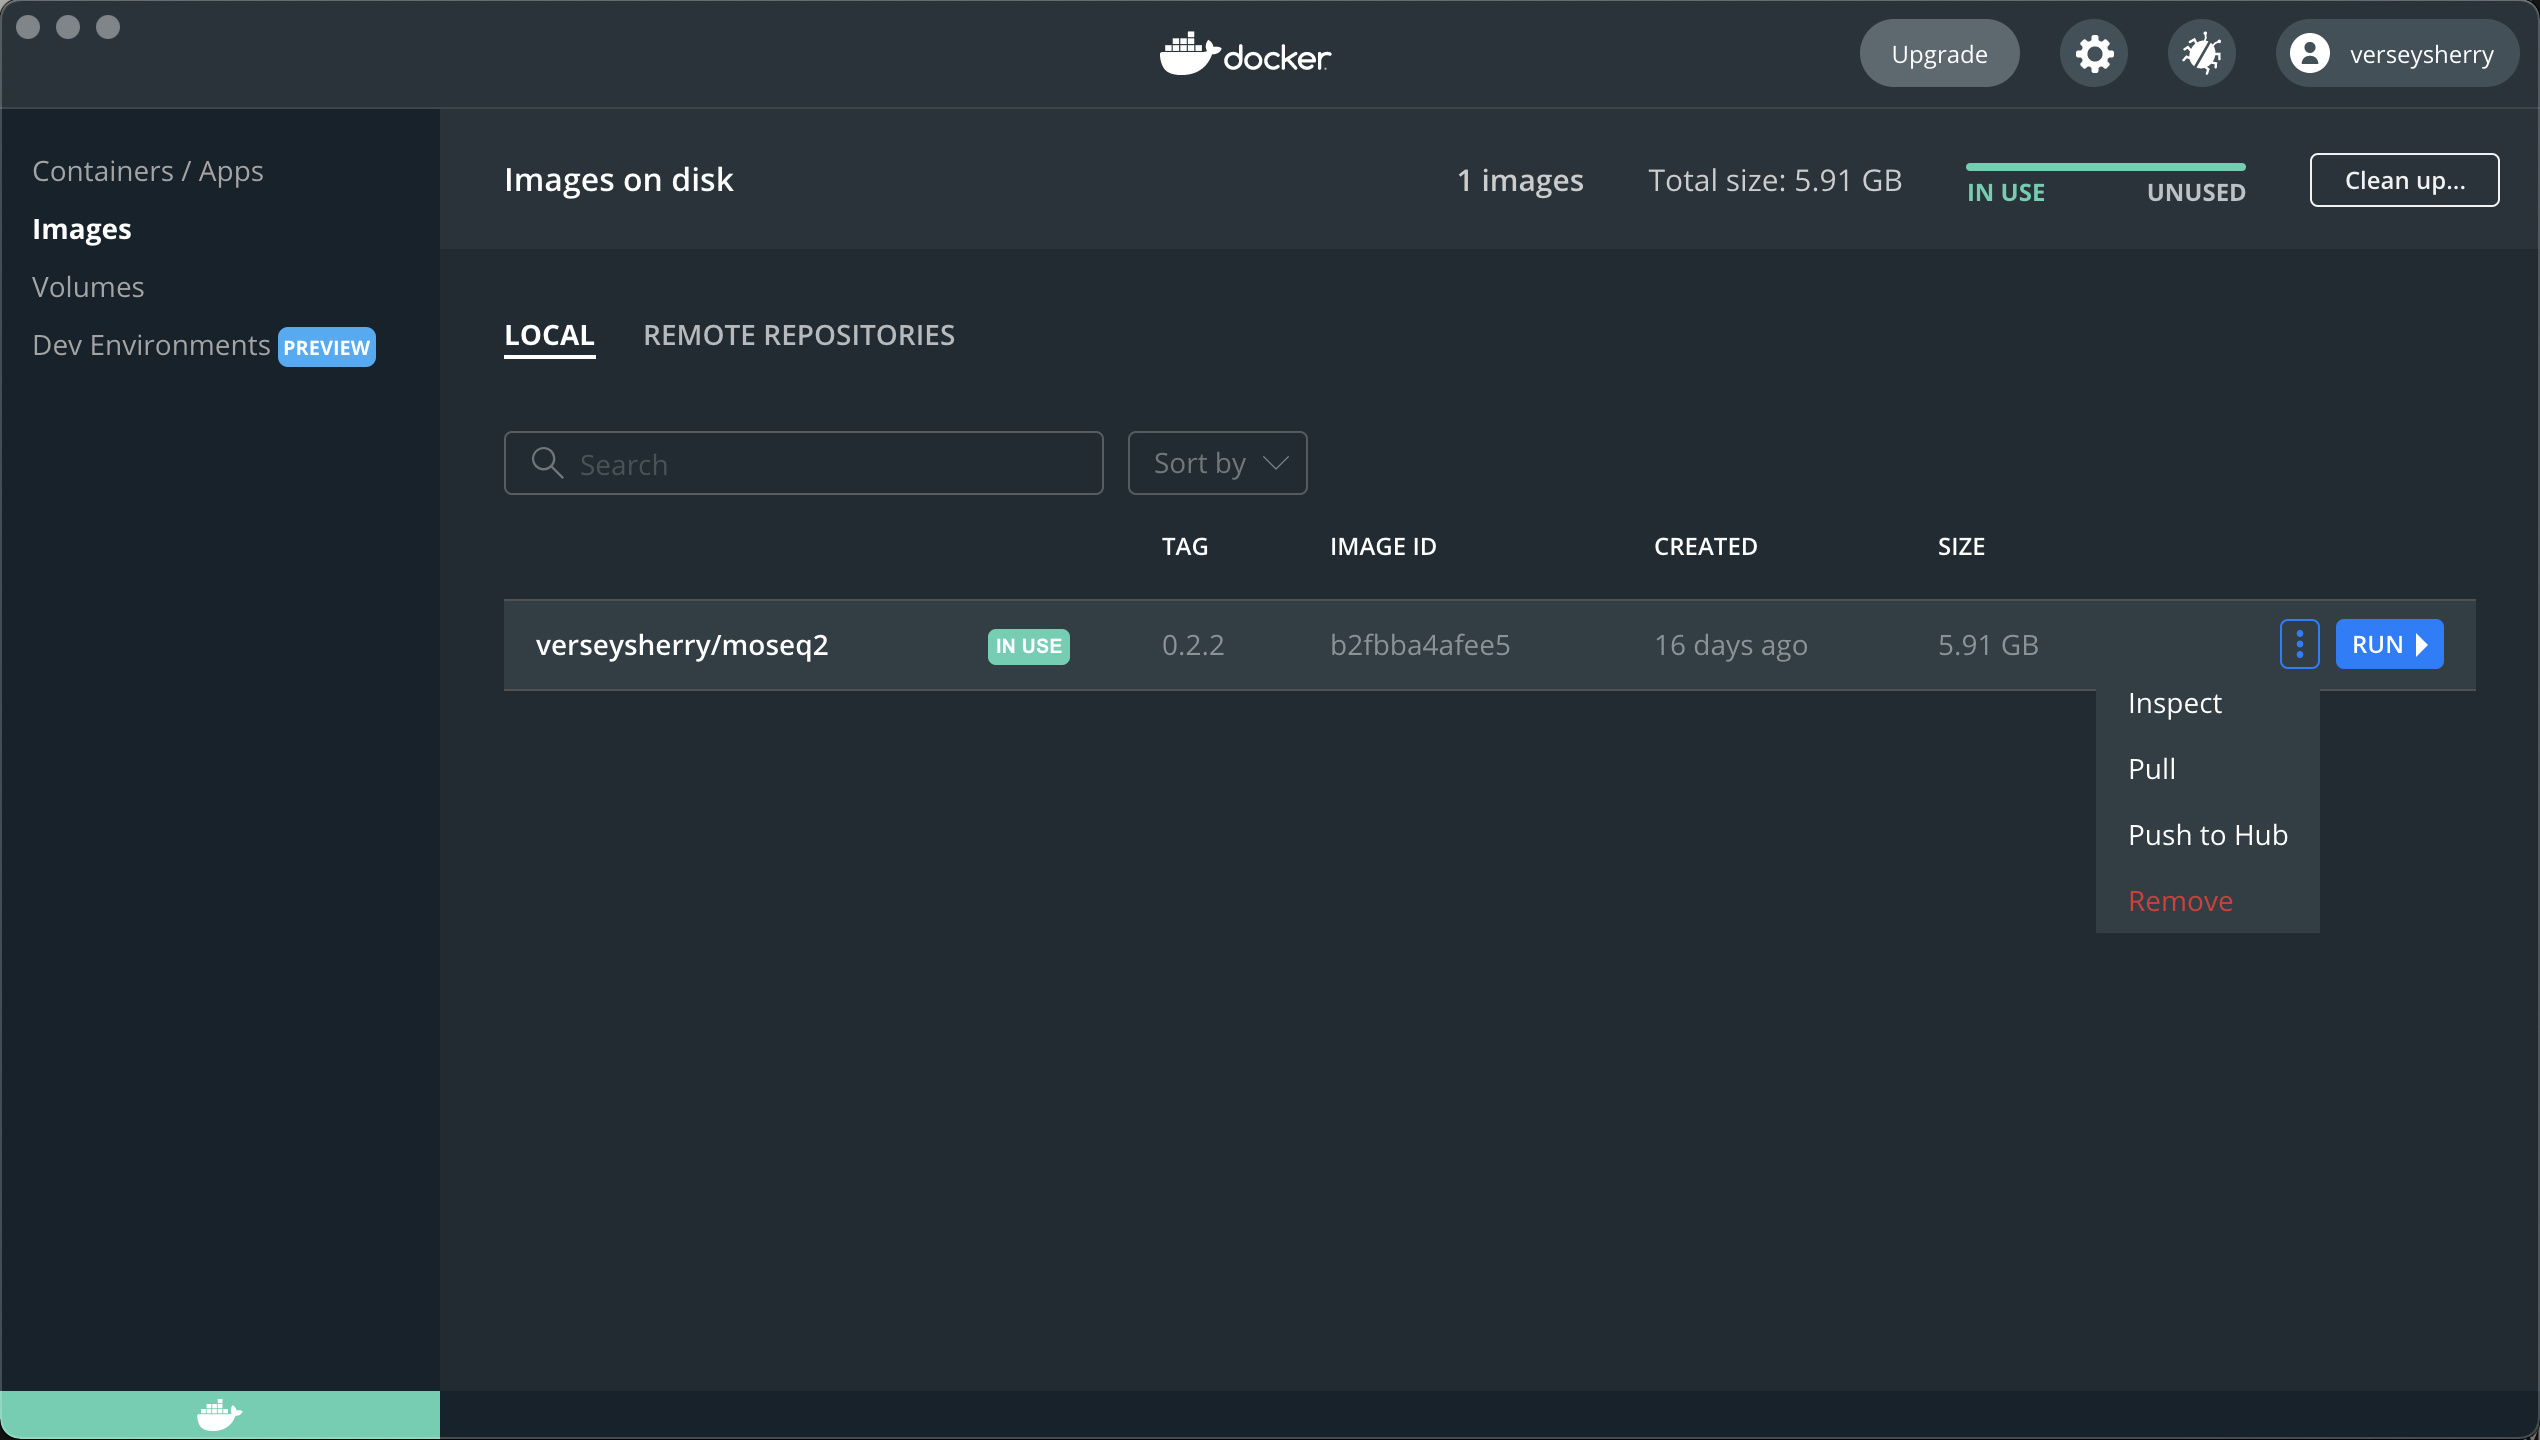 docker
Upgrade
verseysherry
Containers / Apps
Images
Volumes
Dev Environments PREVIEW
Images on disk
1 images
Total size: 5.91 GB
IN USE
UNUSED
Clean up...
LOCAL
REMOTE REPOSITORIES
Search
Sort by
TAG IMAGE ID CREATED SIZE
verseysherry/moseq2 IN USE 0.2.2 b2fbba4afee5 16 days ago 5.91 GB RUN
Inspect
Pull
Push to Hub
Remove